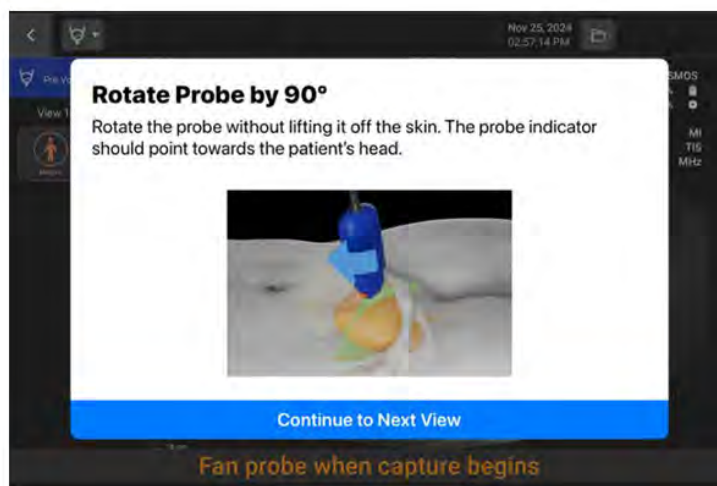 Nov 25, 2024
02:57:14 PM
View 1
SMOS
Rotate Probe by 90°
Rotate the probe without lifting it off the skin. The probe indicator
should point towards the patient's head.
MI
TIS
MHz
Continue to Next View
Fan probe when capture begins